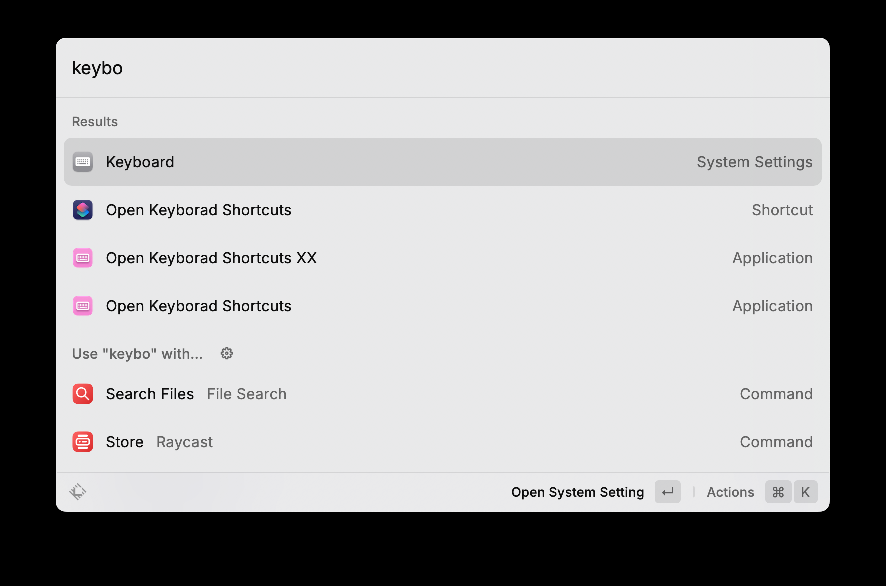 keybo
Results
Keyboard System Settings
Open Keyborad Shortcuts Shortcut
Open Keyborad Shortcuts XX Application
Open Keyborad Shortcuts Application
Use "keybo" with...
Search Files File Search Command
Store Raycast Command
Open System Setting ↵ | Actions ⌘ K